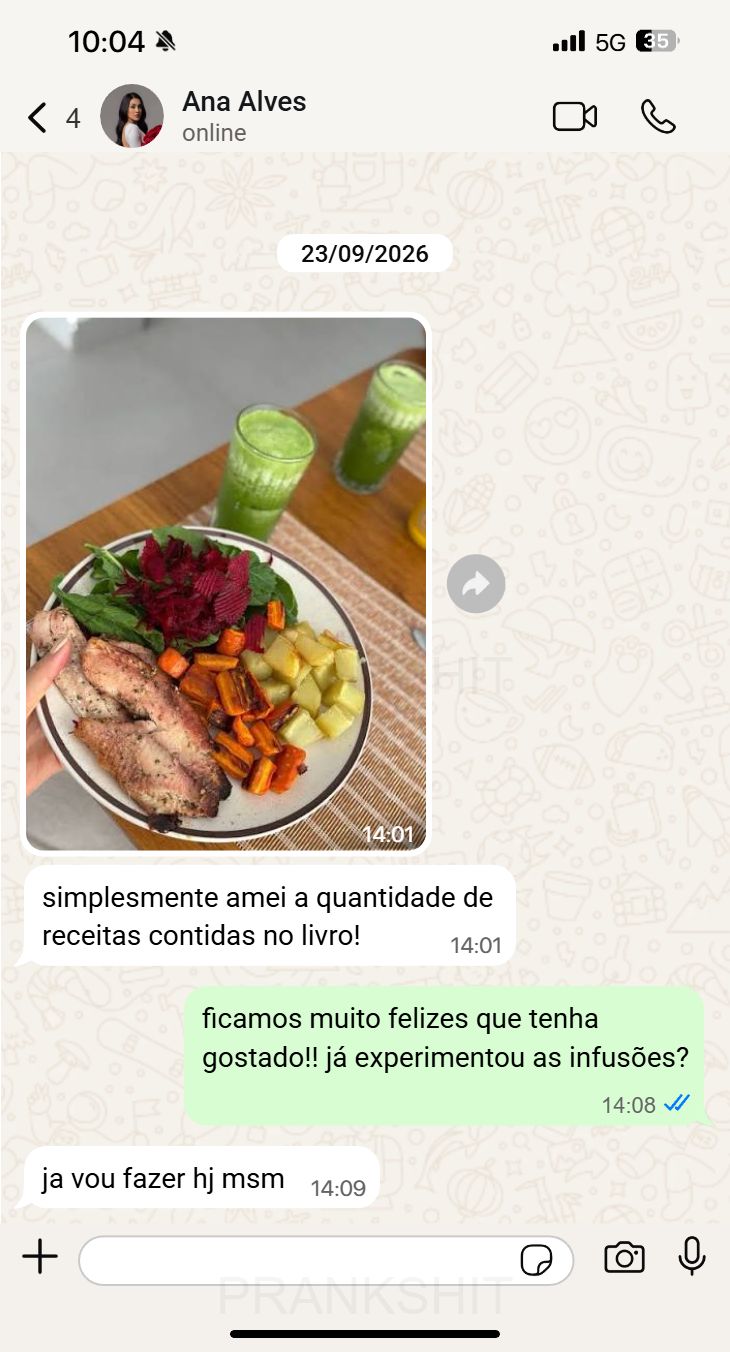 10:04
5G
35
4
Ana Alves
online
23/09/2026
14:01
simplesmente amei a quantidade de
receitas contidas no livro!
14:01
ficamos muito felizes que tenha
gostado!! já experimentou as infusões?
14:08
ja vou fazer hj msm
14:09
HIT
PRANKSHIT